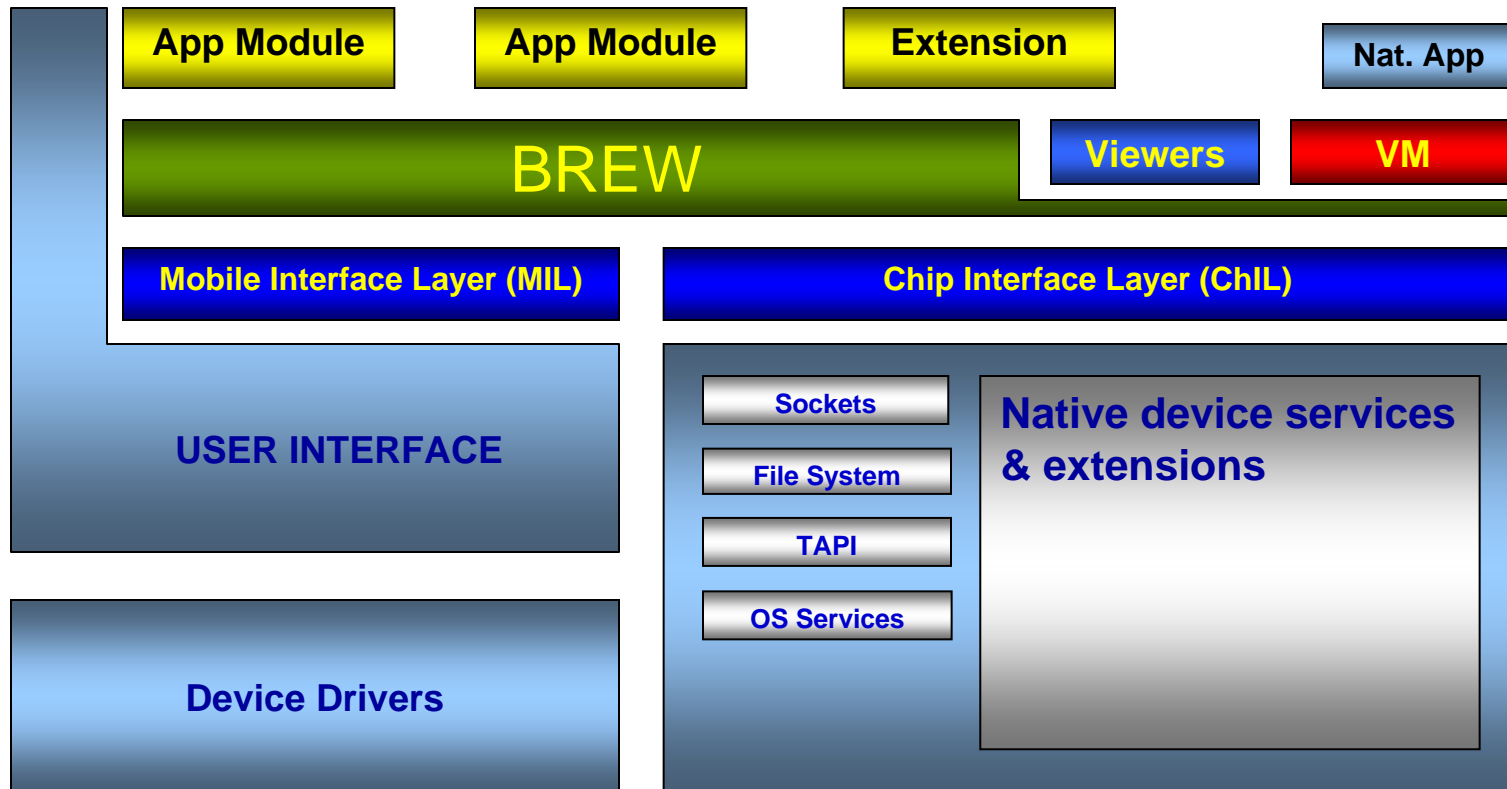 App Module
App Module
Extension
Nat. App
BREW
Viewers
VM
Mobile Interface Layer (MIL)
Chip Interface Layer (ChIL)
USER INTERFACE
Sockets
File System
TAPI
OS Services
Native device services
& extensions
Device Drivers